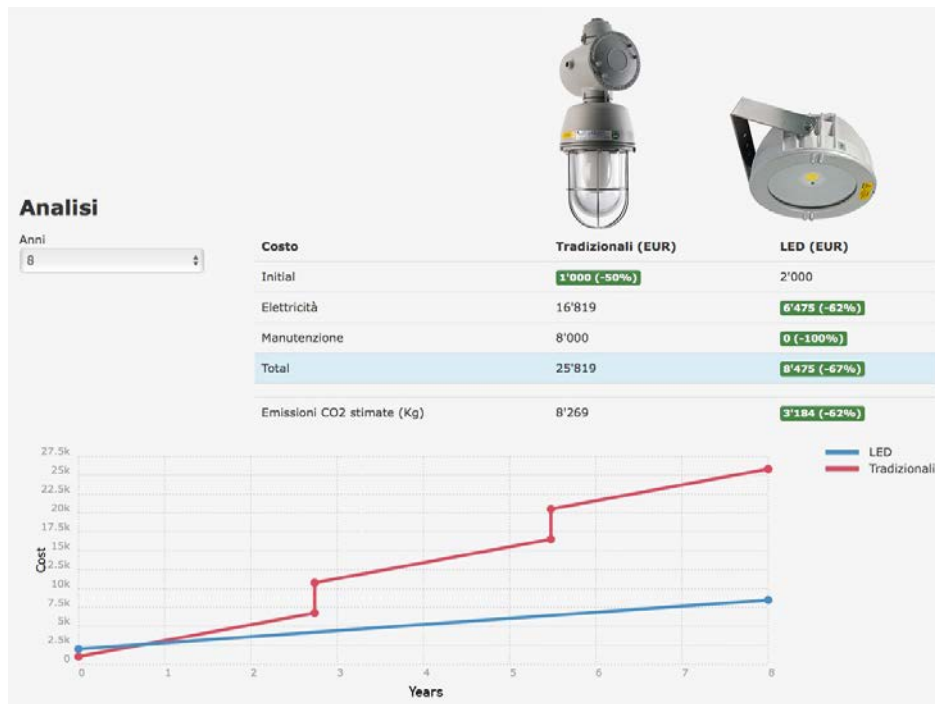 Analisi
Anni
8
Costo Tradizionali (EUR) LED (EUR)
Initial 1'000 (-50%) 2'000
Elettricità 16'819 6'475 (-62%)
Manutenzione 8'000 0 (-100%)
Total 25'819 8'475 (-67%)
Emissioni CO2 stimate (Kg) 8'269 3'184 (-62%)
LED
Tradizionali
Cost
27.5k
25k
22.5k
20k
17.5k
15k
2.5k
10k
7.5k
5k
2.5k
0
0 1 2 3 4 5 6 7 8
Years